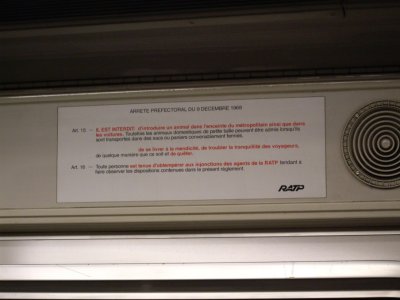 ARRETE PREFECTORAL DU 9 DECEMBRE 1968
Art. 15 – IL EST INTERDIT: d'introduire un animal dans l'enceinte du métropolitain ainsi que dans
les voitures. Toutefois les animaux domestiques de petite taille peuvent être admis lorsqu'ils
sont transportés dans des sacs ou paniers convenablement fermés.
de se livrer à la mendicité, de troubler la tranquillité des voyageurs,
de quelque manière que ce soit et de quêter.
Art. 16 – Toute personne est tenue d'obtempérer aux injonctions des agents de la RATP tendant à
faire observer les dispositions contenues dans le présent règlement.
RATP